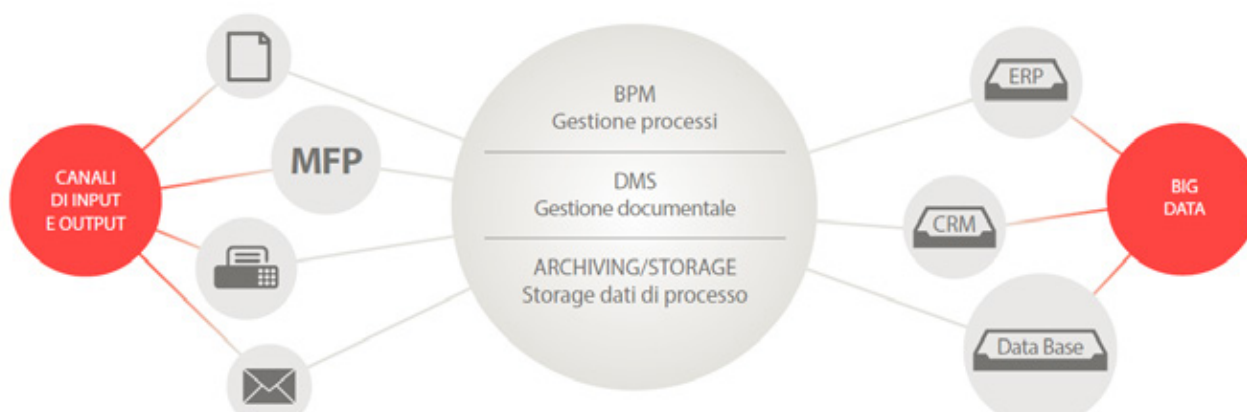 CANALI
DI INPUT
E OUTPUT
MFP
BPM
Gestione processi
DMS
Gestione documentale
ARCHIVING/STORAGE
Storage dati di processo
ERP
CRM
Data Base
BIG
DATA